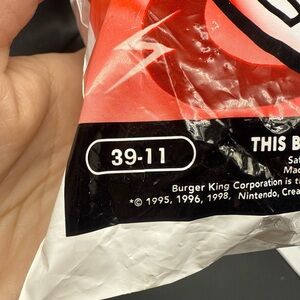 39-11
THIS B
Saf
Mad
Burger King Corporation is t
*© 1995, 1996, 1998, Nintendo, Crea